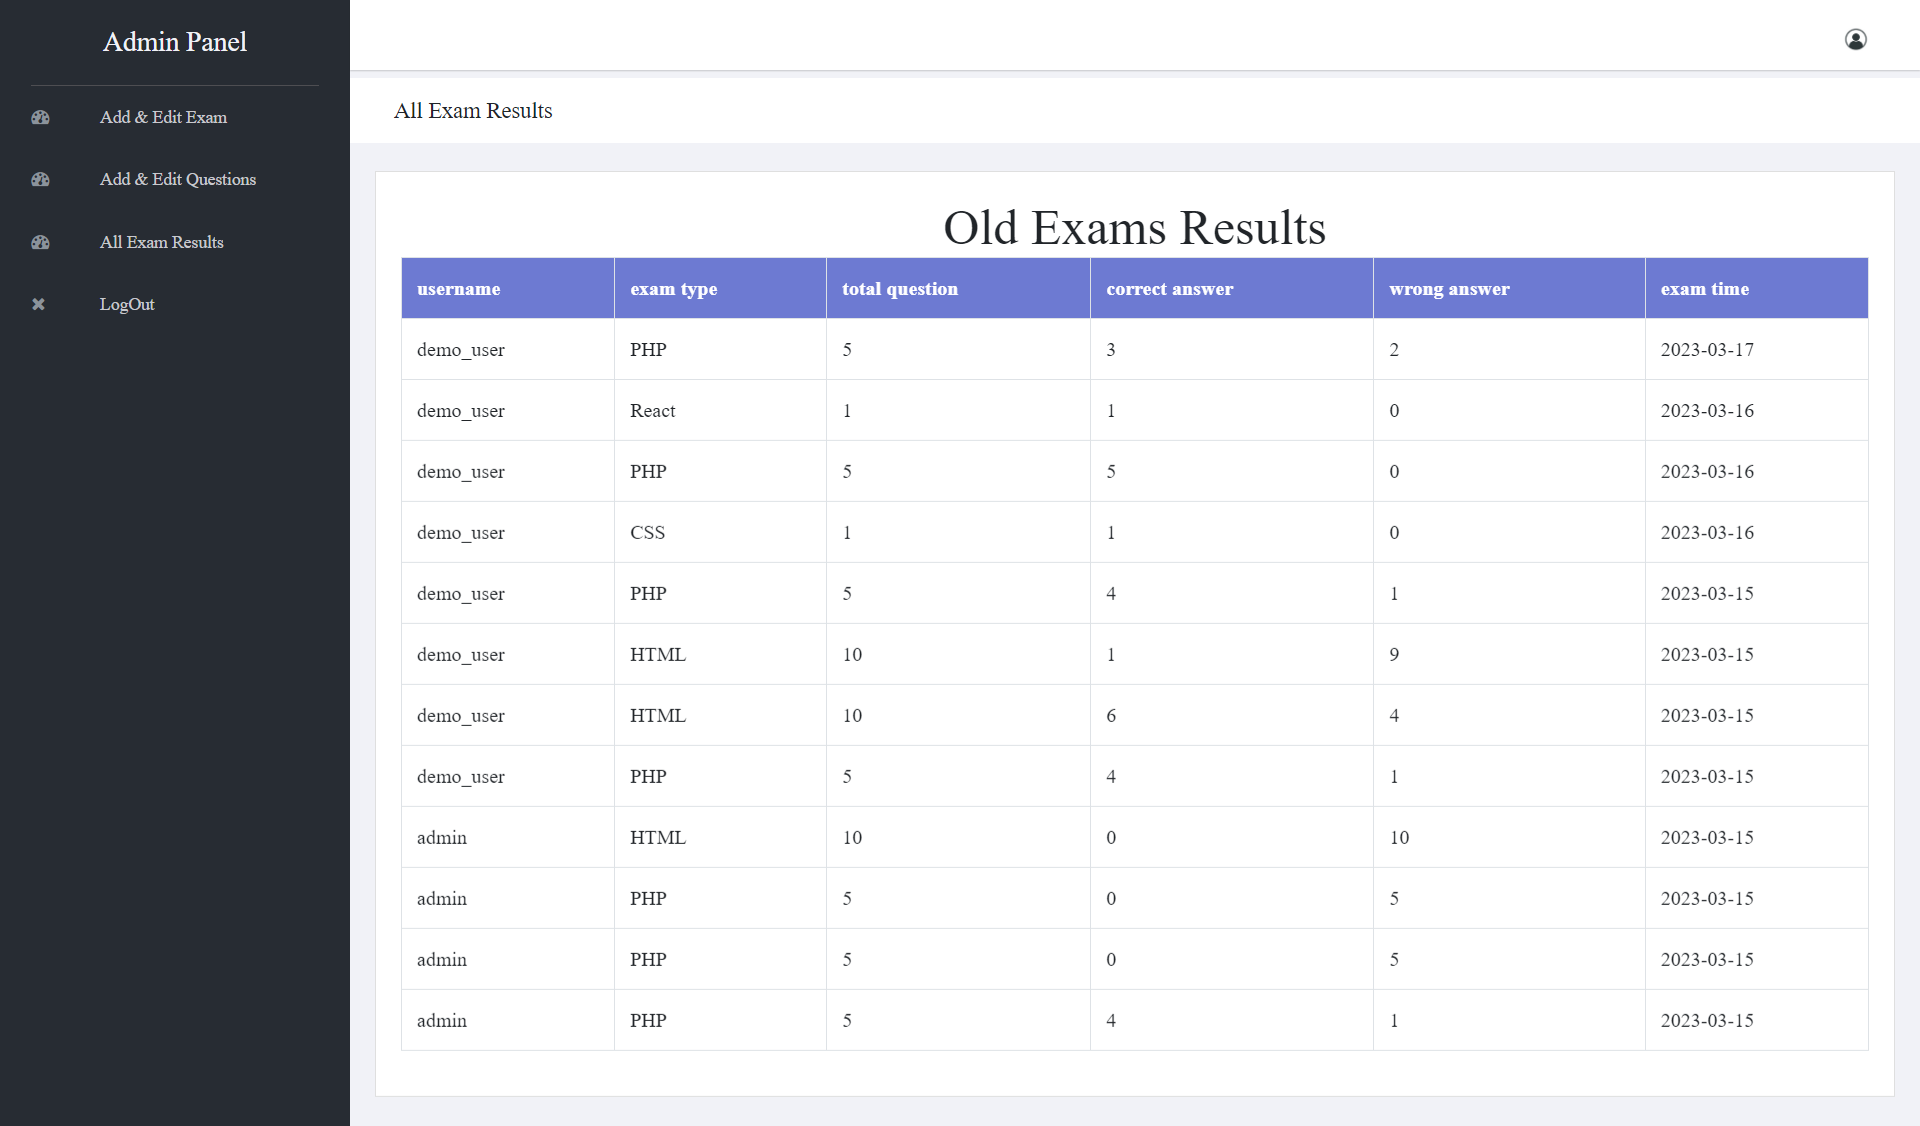 Admin Panel
Add & Edit Exam
Add & Edit Questions
All Exam Results
LogOut
All Exam Results
Old Exams Results
username exam type total question correct answer wrong answer exam time
demo_user PHP 5 3 2 2023-03-17
demo_user React 1 1 0 2023-03-16
demo_user PHP 5 5 0 2023-03-16
demo_user CSS 1 1 0 2023-03-16
demo_user PHP 5 4 1 2023-03-15
demo_user HTML 10 1 9 2023-03-15
demo_user HTML 10 6 4 2023-03-15
demo_user PHP 5 4 1 2023-03-15
admin HTML 10 0 10 2023-03-15
admin PHP 5 0 5 2023-03-15
admin PHP 5 0 5 2023-03-15
admin PHP 5 4 1 2023-03-15